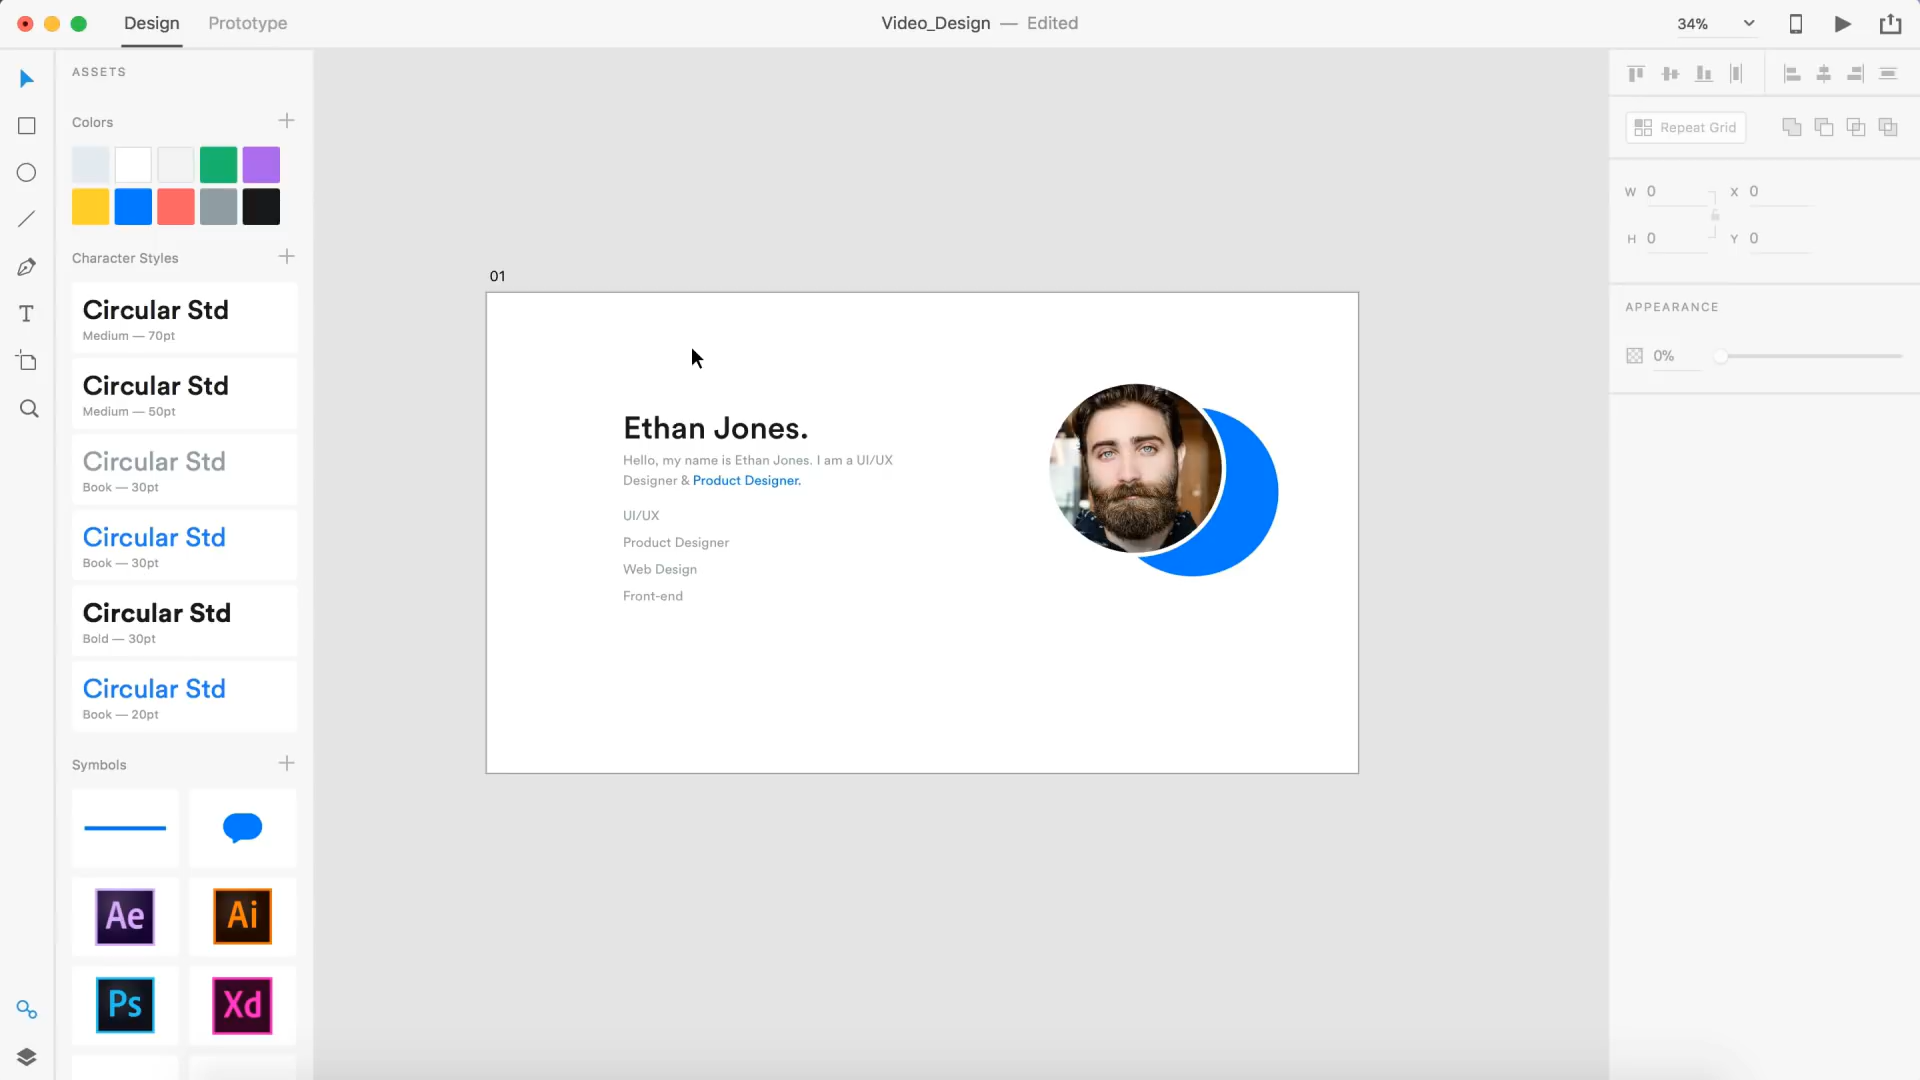 Design
Prototype
Video_Design — Edited
34%
ASSETS
Colors
Character Styles
Circular Std
Medium — 70pt
Circular Std
Medium — 50pt
Circular Std
Book — 30pt
Circular Std
Book — 30pt
Circular Std
Bold — 30pt
Circular Std
Book — 20pt
Symbols
Ae
Ai
Ps
Xd
01
Ethan Jones.
Hello, my name is Ethan Jones. I am a UI/UX
Designer & Product Designer.
UI/UX
Product Designer
Web Design
Front-end
Repeat Grid
W 0
X 0
H 0
Y 0
APPEARANCE
0%